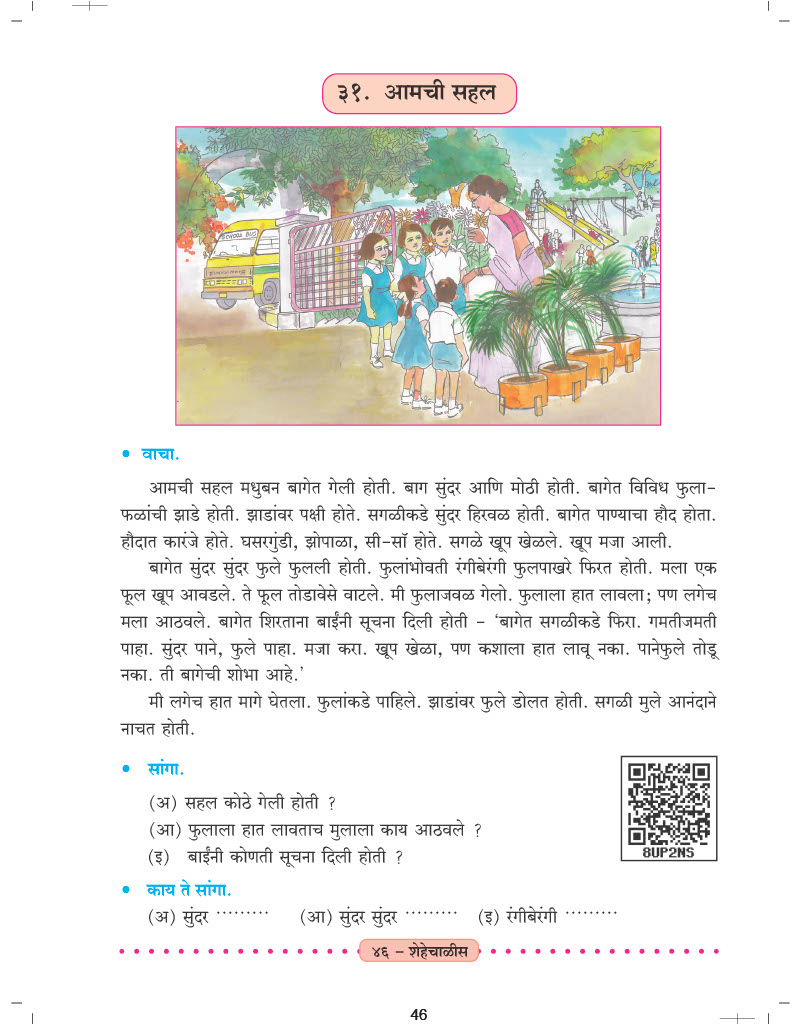 ३१. आमची सहल
SCHOOL BUS
• वाचा.
आमची सहल मधुबन बागेत गेली होती. बाग सुंदर आणि मोठी होती. बागेत विविध फुला-
फळांची झाडे होती. झाडांवर पक्षी होते. सगळीकडे सुंदर हिरवळ होती. बागेत पाण्याचा हौद होता.
हौदात कारंजे होते. घसरगुंडी, झोपाळा, सी-सॉ होते. सगळे खूप खेळले. खूप मजा आली.
बागेत सुंदर सुंदर फुले फुलली होती. फुलांभोवती रंगीबेरंगी फुलपाखरे फिरत होती. मला एक
फूल खूप आवडले. ते फूल तोडावेसे वाटले. मी फुलाजवळ गेलो. फुलाला हात लावला; पण लगेच
मला आठवले. बागेत शिरताना बाईंनी सूचना दिली होती - ‘बागेत सगळीकडे फिरा. गमतीजमती
पाहा. सुंदर पाने, फुले पाहा. मजा करा. खूप खेळा, पण कशाला हात लावू नका. पानेफुले तोडू
नका. ती बागेची शोभा आहे.’
मी लगेच हात मागे घेतला. फुलांकडे पाहिले. झाडांवर फुले डोलत होती. सगळी मुले आनंदाने
नाचत होती.
• सांगा.
(अ) सहल कोठे गेली होती ?
(आ) फुलाला हात लावताच मुलाला काय आठवले ?
(इ) बाईंनी कोणती सूचना दिली होती ?
8UP2NS
• काय ते सांगा.
(अ) सुंदर ········· (आ) सुंदर सुंदर ········· (इ) रंगीबेरंगी ·········
४६ – शेहेचाळीस
46